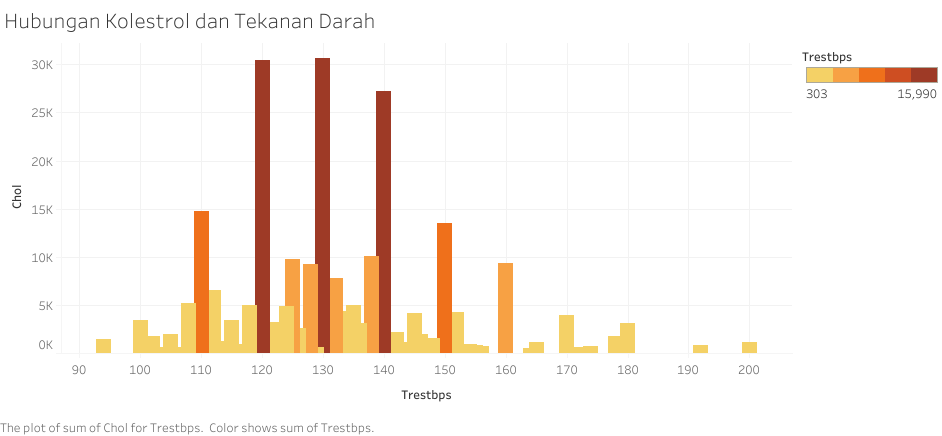 Hubungan Kolestrol dan Tekanan Darah
Trestbps
303 15,990
30K
25K
20K
15K
10K
5K
0K
Chol
90 100 110 120 130 140 150 160 170 180 190 200
Trestbps
The plot of sum of Chol for Trestbps. Color shows sum of Trestbps.